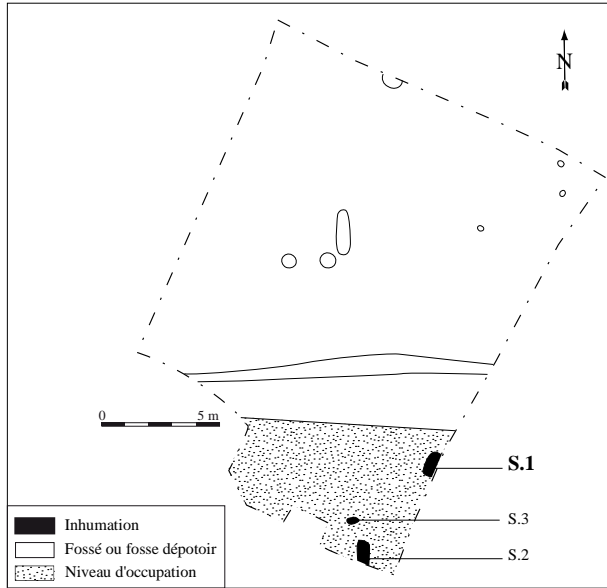 N
0 5 m
S.1
S.3
S.2
Inhumation
Fossé ou fosse dépotoir
Niveau d'occupation